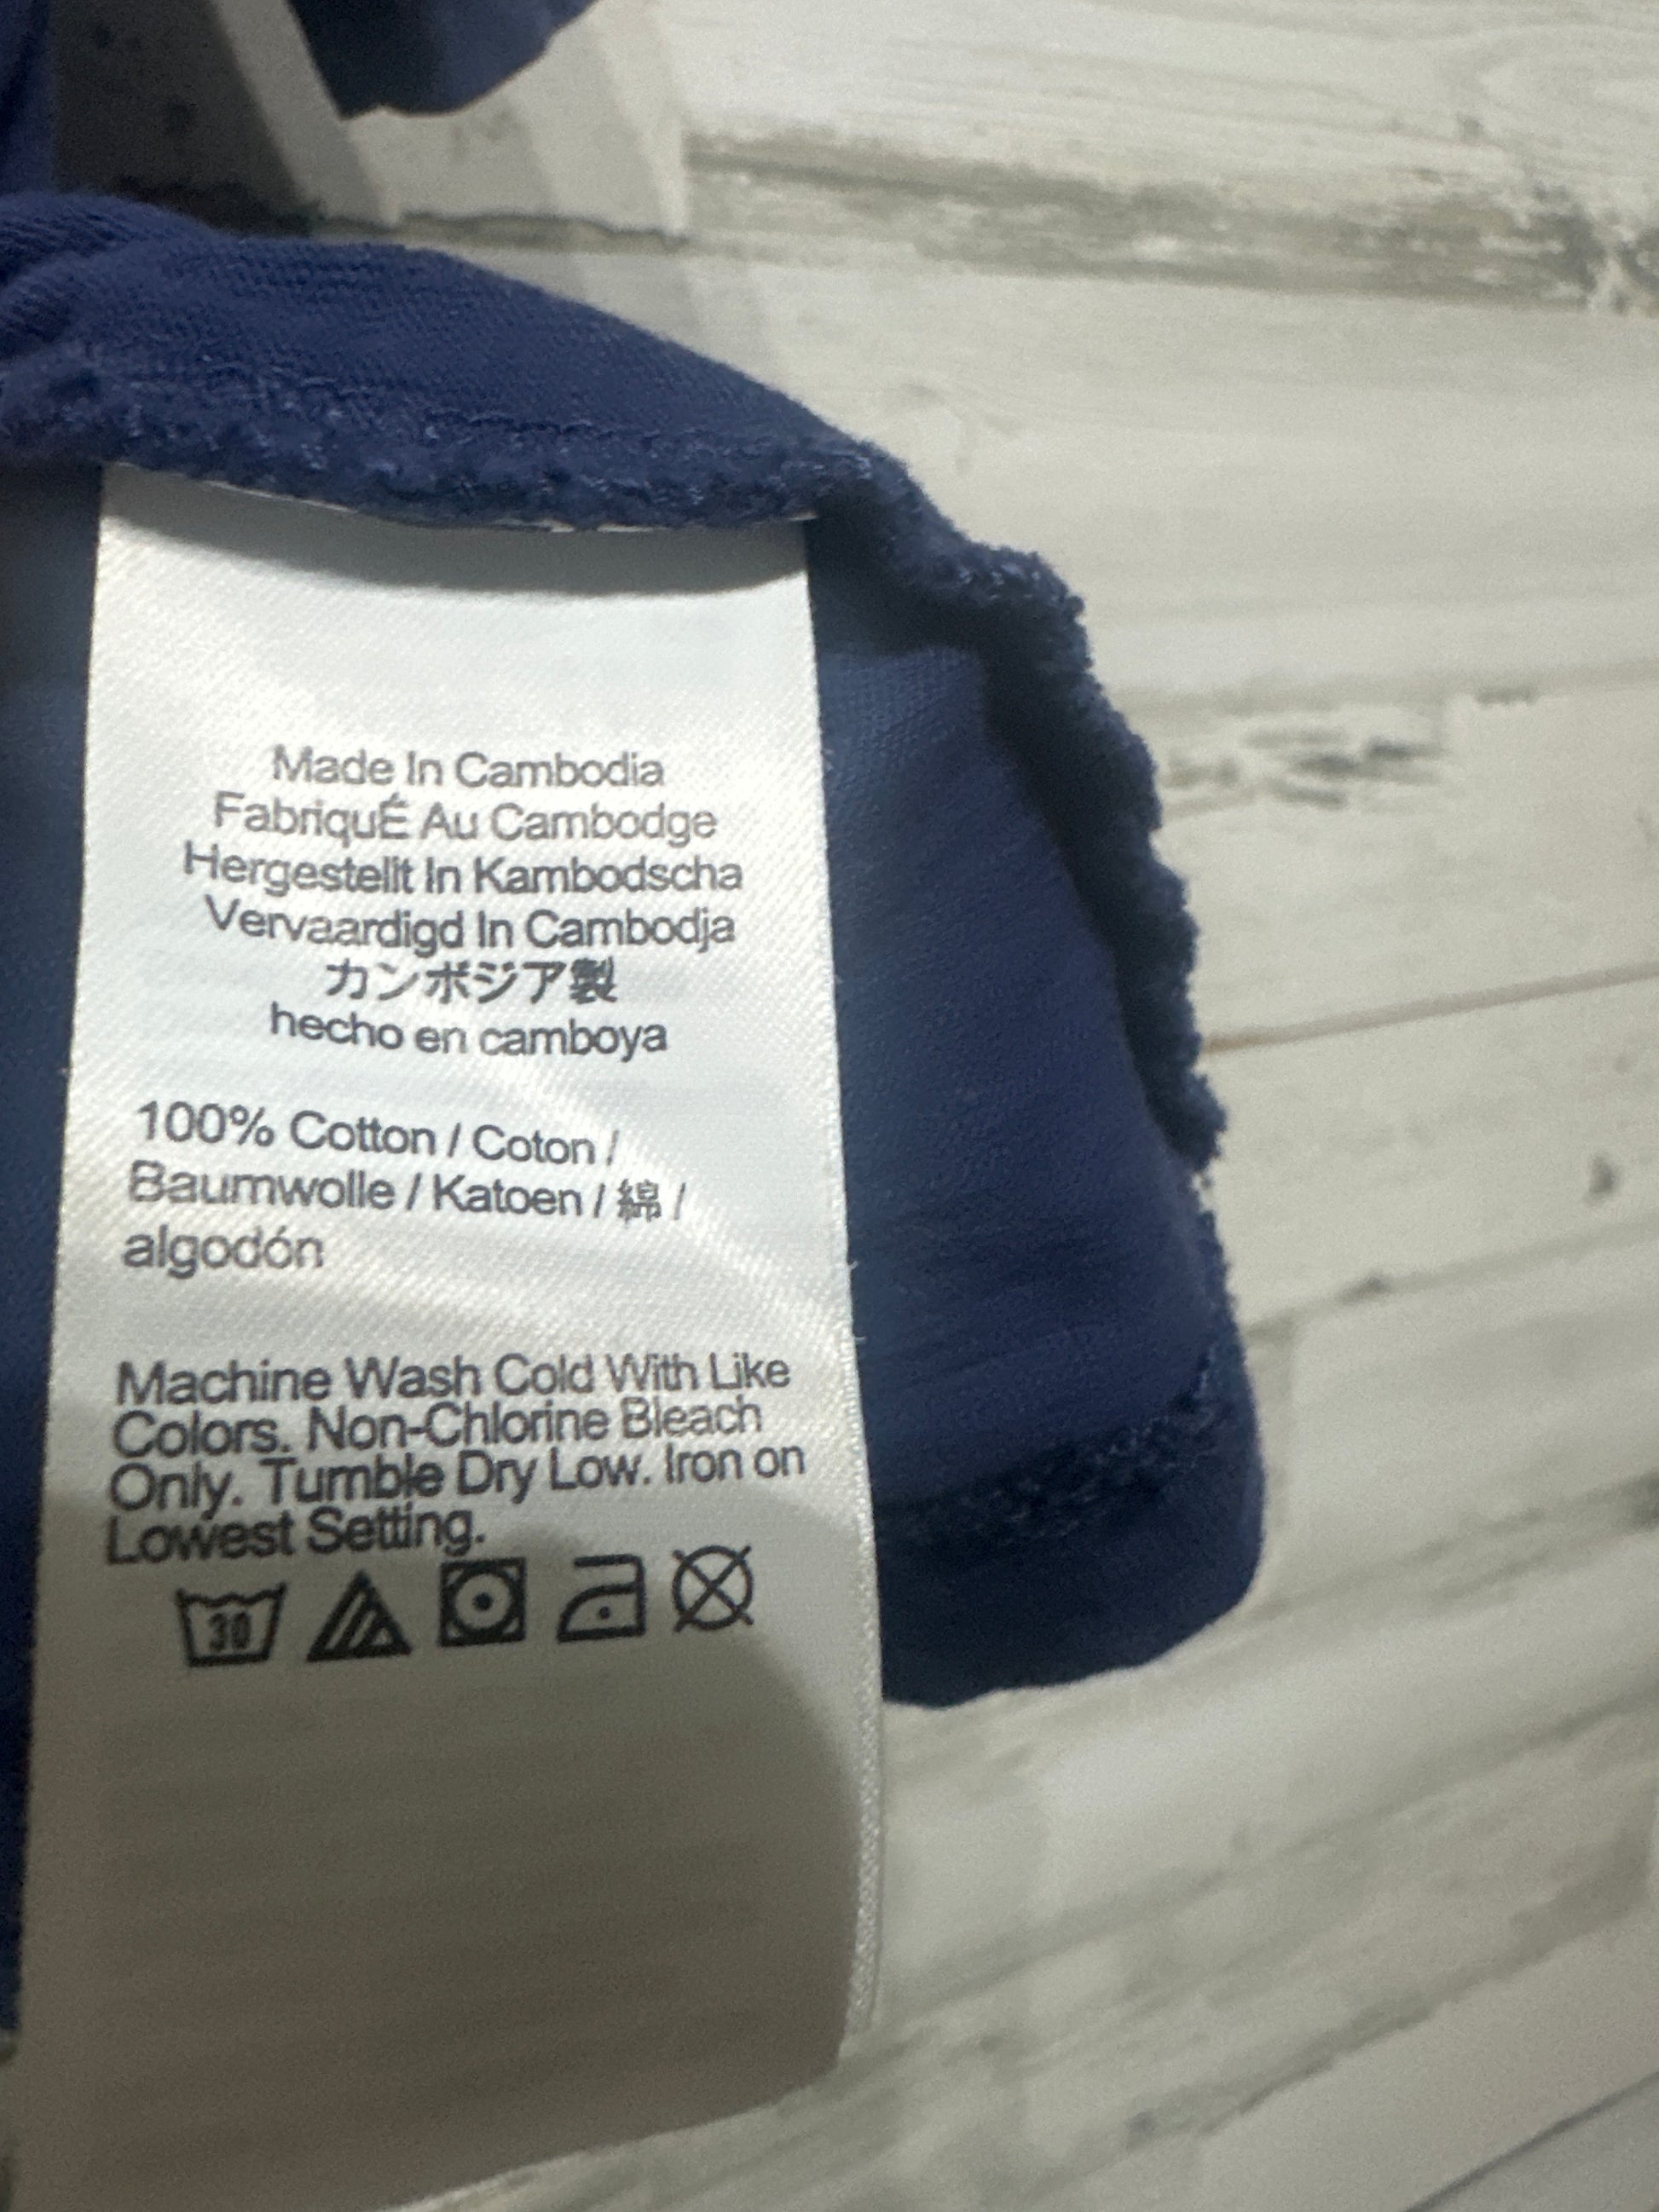 Made In Cambodia
FabriquÉ Au Cambodge
Hergestellt In Kambodscha
Vervaardigd In Cambodja
カンボジア製
hecho en camboya
100% Cotton / Coton /
Baumwolle / Katoen / 綿 /
algodón
Machine Wash Cold With Like
Colors. Non-Chlorine Bleach
Only. Tumble Dry Low. Iron on
Lowest Setting.
30